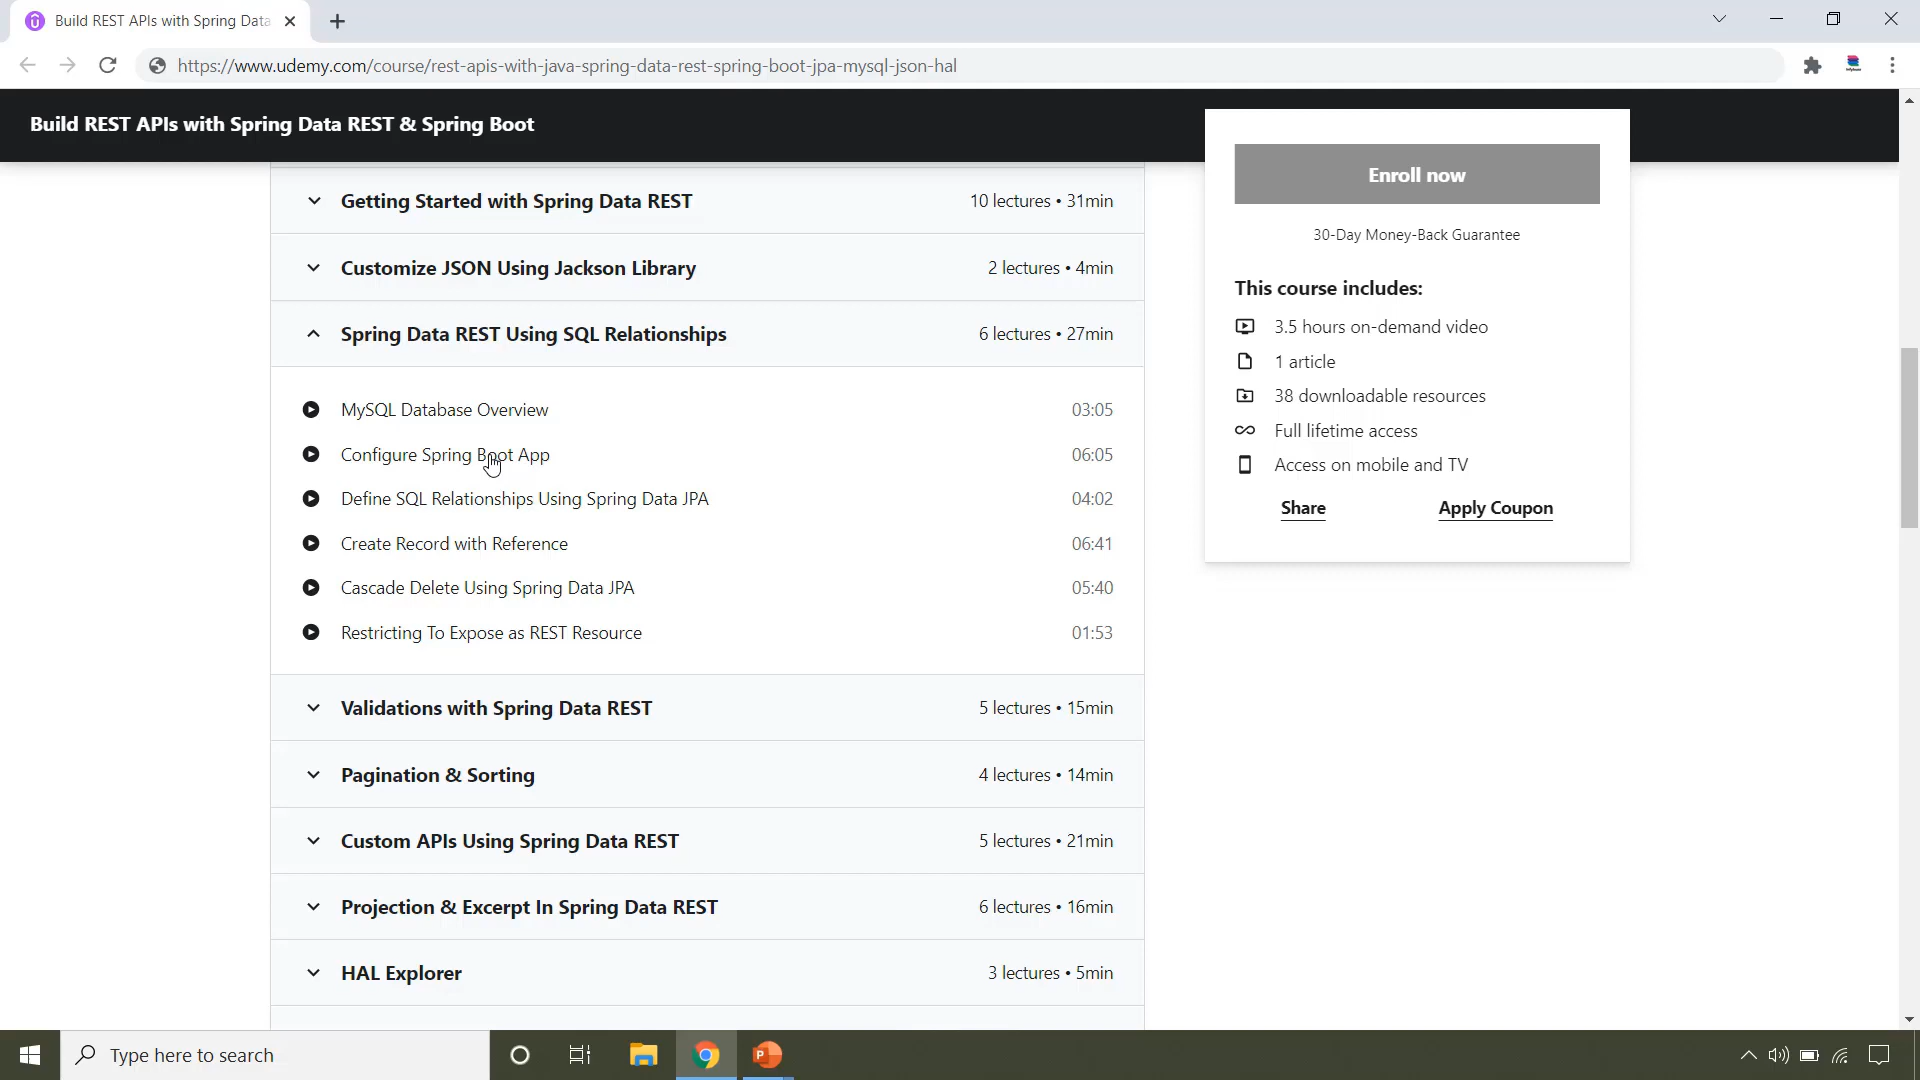 Build REST APIs with Spring Data
https://www.udemy.com/course/rest-apis-with-java-spring-data-rest-spring-boot-jpa-mysql-json-hal
Build REST APIs with Spring Data REST & Spring Boot
Getting Started with Spring Data REST 10 lectures • 31min
Customize JSON Using Jackson Library 2 lectures • 4min
Spring Data REST Using SQL Relationships 6 lectures • 27min
MySQL Database Overview 03:05
Configure Spring Boot App 06:05
Define SQL Relationships Using Spring Data JPA 04:02
Create Record with Reference 06:41
Cascade Delete Using Spring Data JPA 05:40
Restricting To Expose as REST Resource 01:53
Validations with Spring Data REST 5 lectures • 15min
Pagination & Sorting 4 lectures • 14min
Custom APIs Using Spring Data REST 5 lectures • 21min
Projection & Excerpt In Spring Data REST 6 lectures • 16min
HAL Explorer 3 lectures • 5min
Enroll now
30-Day Money-Back Guarantee
This course includes:
3.5 hours on-demand video
1 article
38 downloadable resources
Full lifetime access
Access on mobile and TV
Share Apply Coupon
Type here to search